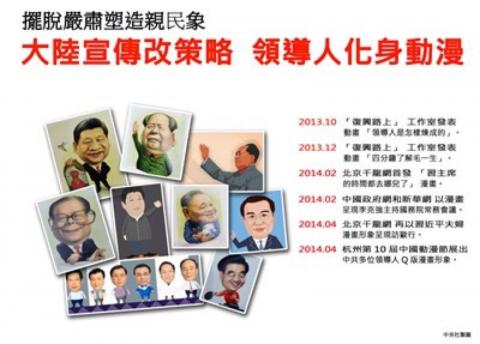 擺脫嚴肅塑造親民象
大陸宣傳改策略 領導人化身動漫
2013.10 「復興路上」 工作室發表
動畫 「領導人是怎樣煉成的」。
2013.12 「復興路上」 工作室發表
動畫 「四分鐘了解毛一生」。
2014.02 北京千龍網首發 「習主席
的時間都去哪兒了」 漫畫。
2014.02 中國政府網和新華網 以漫畫
呈現李克強主持國務院常務會議。
2014.04 北京千龍網 再以習近平夫婦
漫畫形象呈現訪歐行。
2014.04 杭州第 10 屆中國動漫節展出
中共多位領導人 Q 版漫畫形象。
中央社製圖